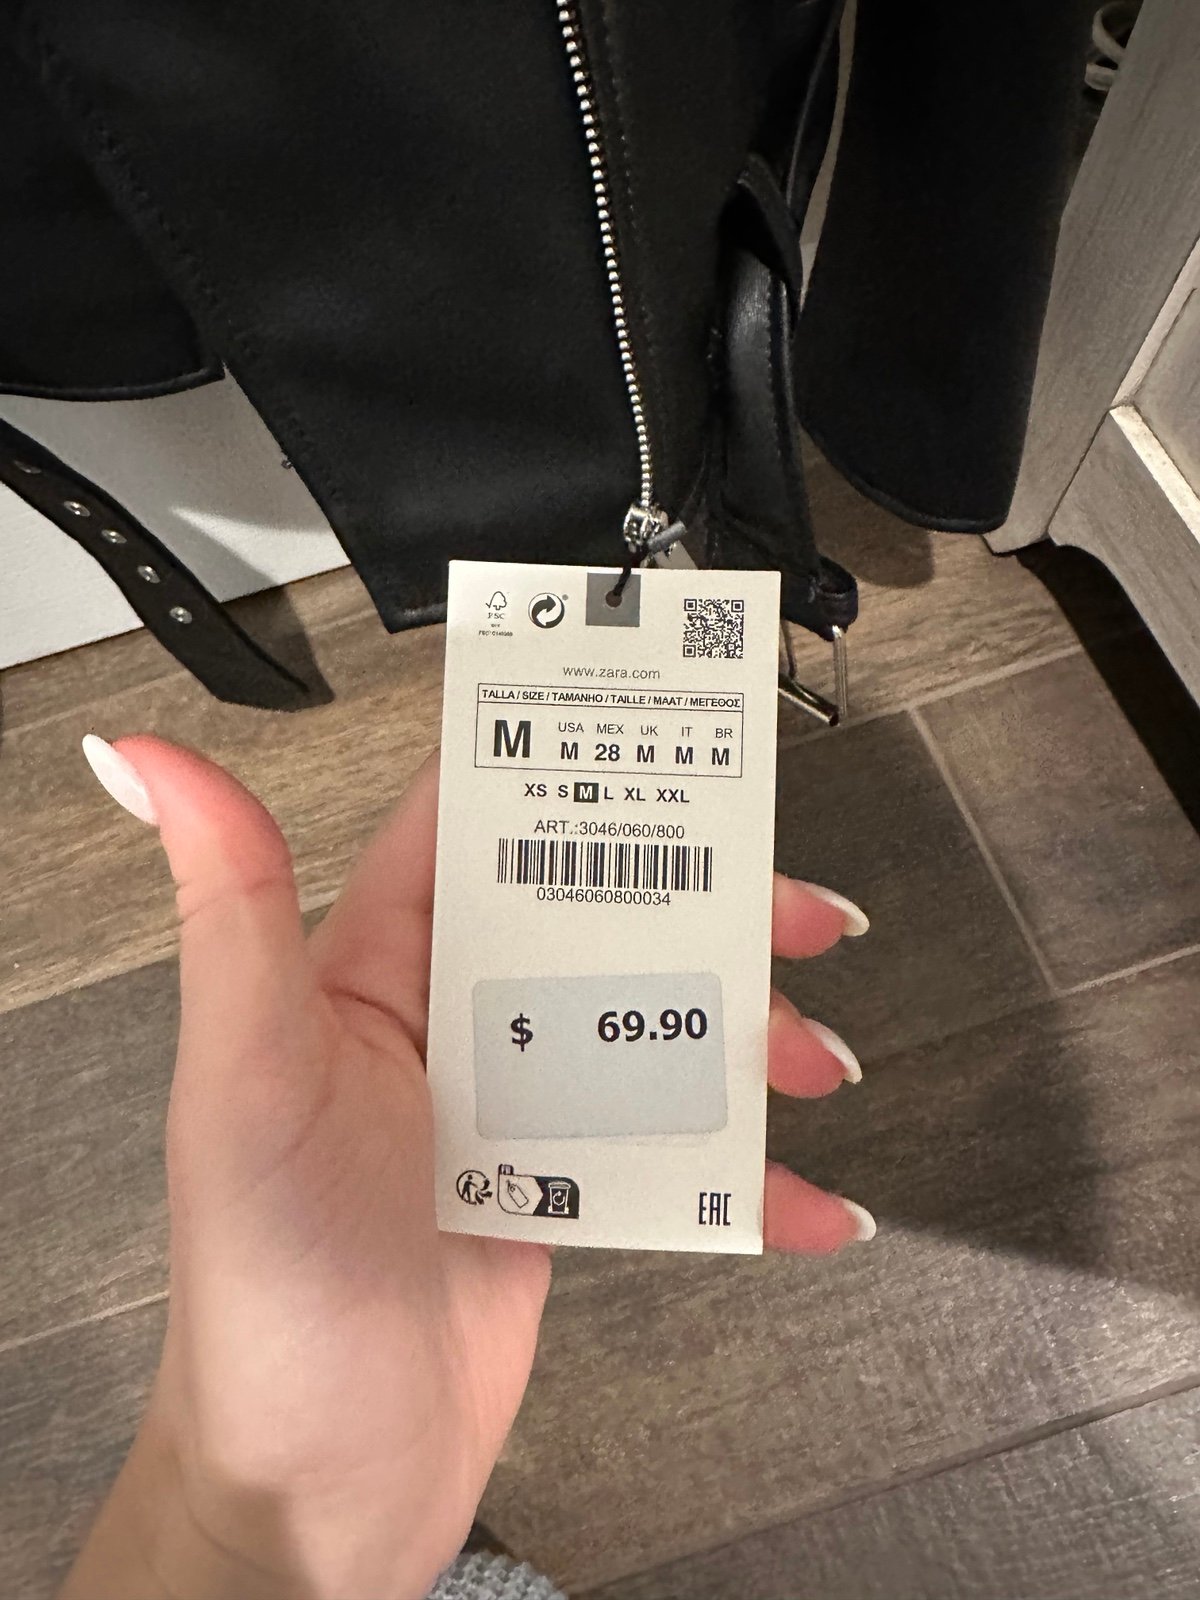 FSC
www.zara.com
TALLA / SIZE / TAMANHO / TAILLE / MAAT / ΜΕΓΕΘΟΣ
M
USA MEX UK IT BR
M 28 M M M
XS S M L XL XXL
ART.:3046/060/800
03046060800034
$ 69.90
FR
EAC